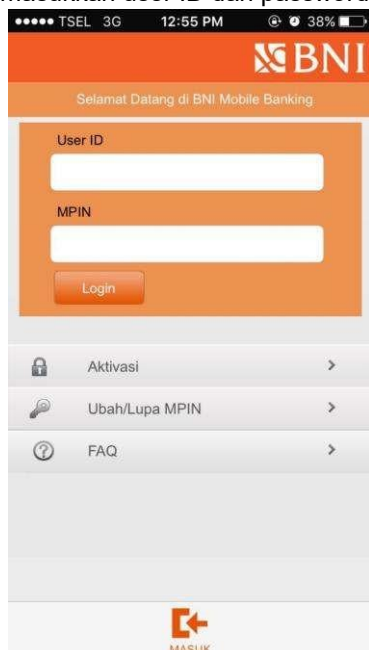 masukkan user ID dan password
TSEL 3G 12:55 PM 38%
BNI
Selamat Datang di BNI Mobile Banking
User ID
MPIN
Login
Aktivasi
Ubah/Lupa MPIN
FAQ
MASUK